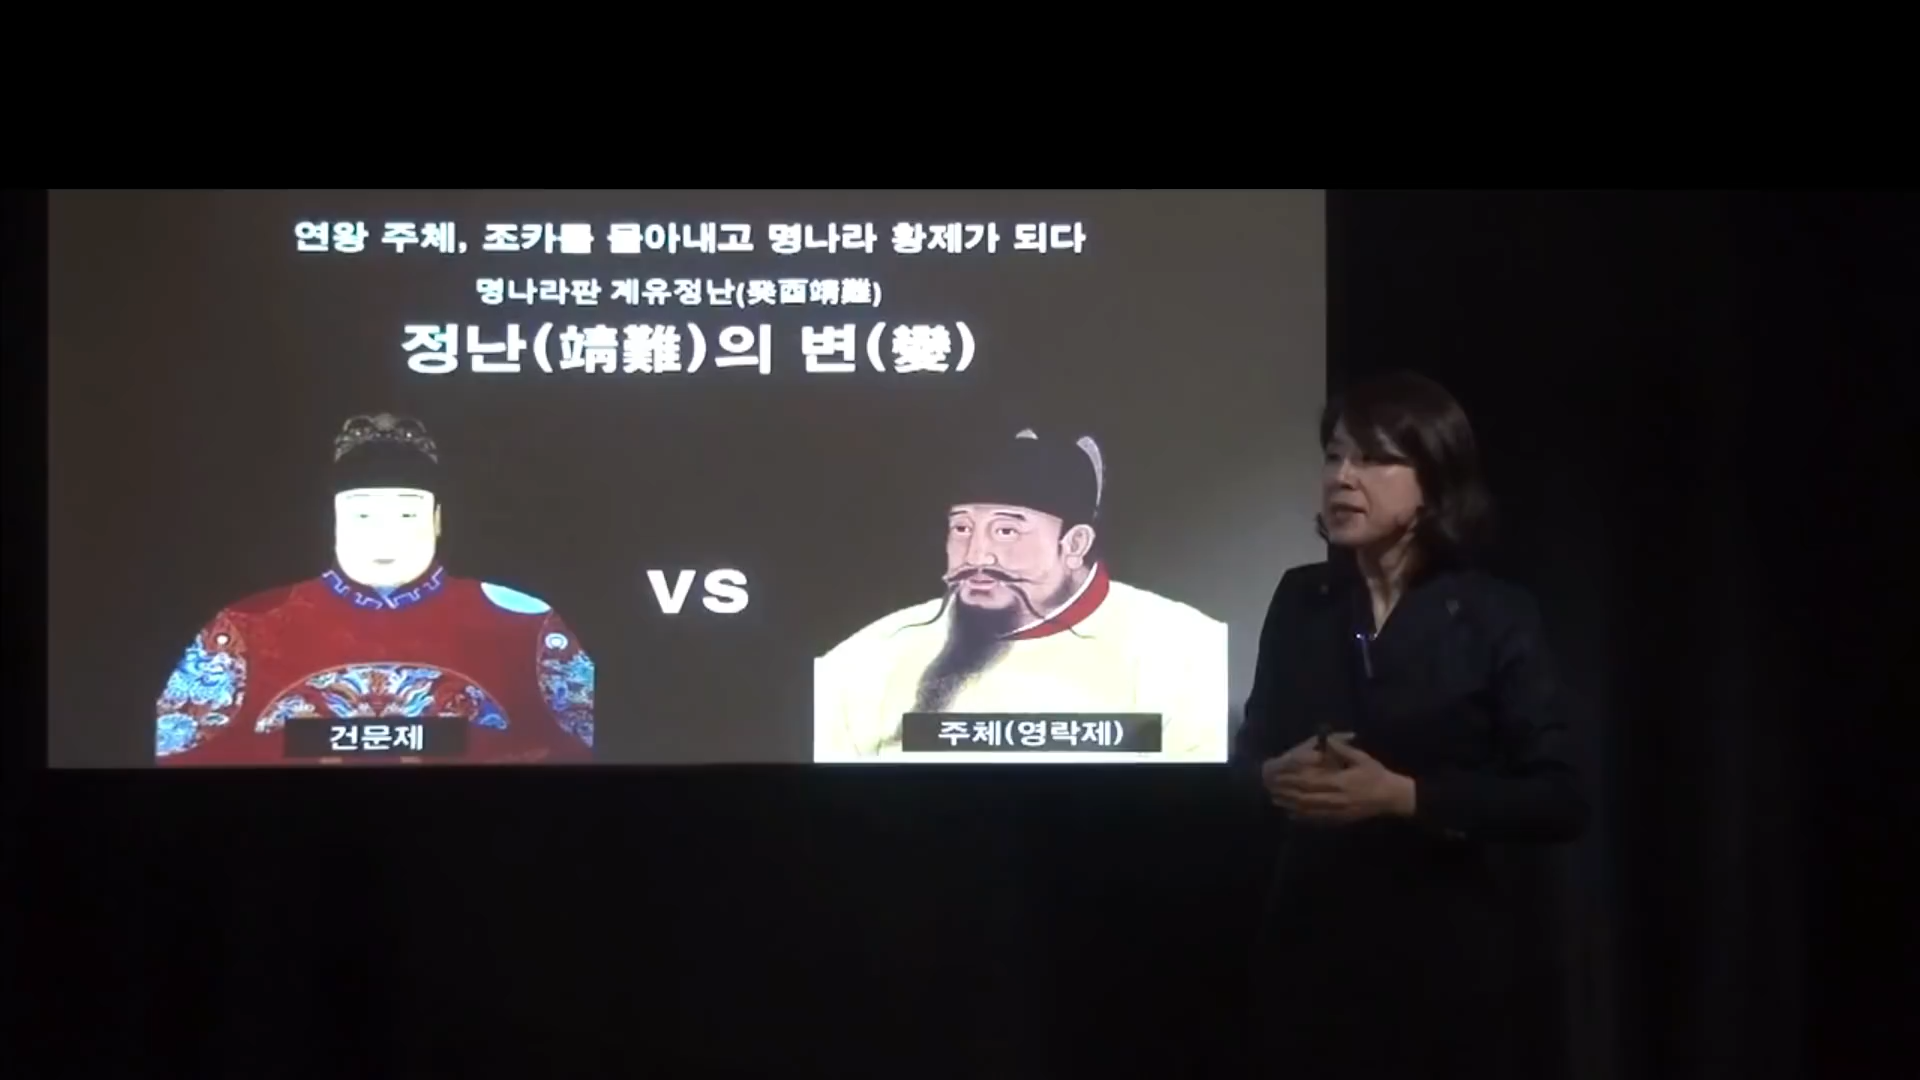 연왕 주체, 조카를 몰아내고 명나라 황제가 되다
명나라판 계유정난(癸酉靖難)
정난(靖難)의 변(變)
VS
건문제
주체(영락제)